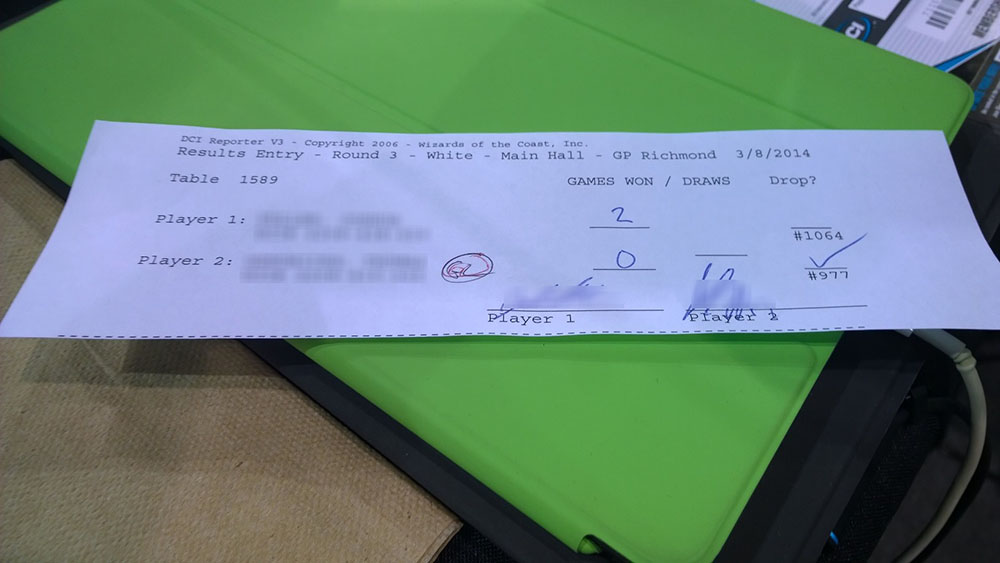 DCI Reporter V3 - Copyright 2006 - Wizards of the Coast, Inc.
Results Entry - Round 3 - White - Main Hall - GP Richmond 3/8/2014
Table 1589
GAMES WON / DRAWS Drop?
Player 1:
2
#1064
Player 2:
0
✓
#977
Player 1
Player 2